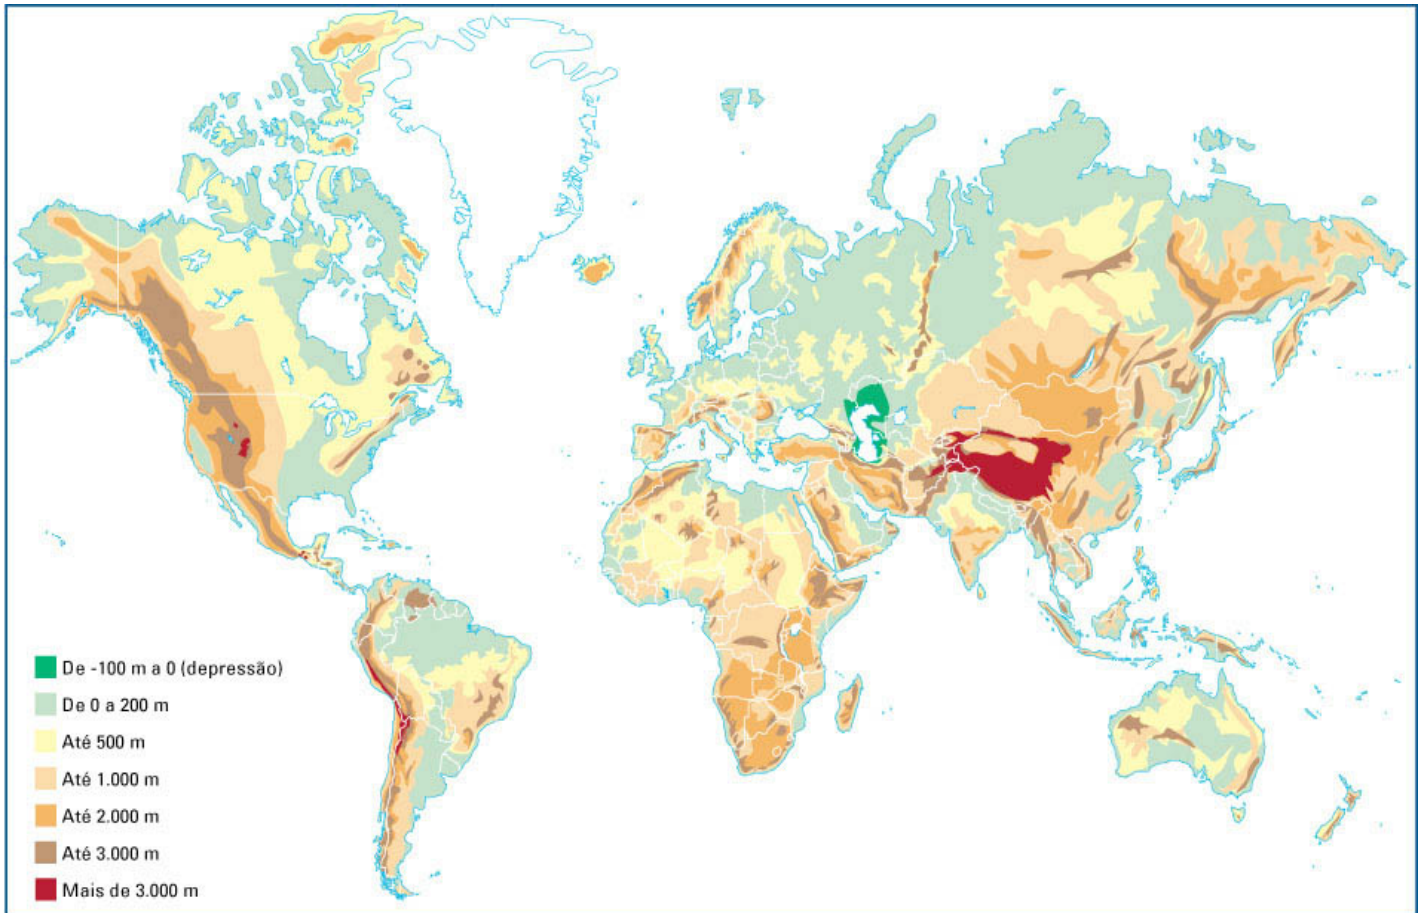 De -100 m a 0 (depressão)
De 0 a 200 m
Até 500 m
Até 1.000 m
Até 2.000 m
Até 3.000 m
Mais de 3.000 m